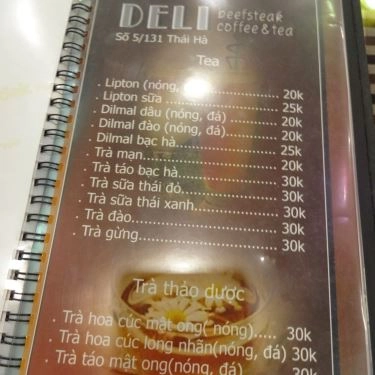 DELI Beefsteak
coffee & tea
Số 5/131 Thái Hà
Tea
. Lipton (nóng, ........................ 20k
. Lipton sữa ........................ 25k
. Dilmal dâu (nóng, đá) ............ 20k
. Dilmal đào (nóng, đá) ............ 20k
. Dilmal bạc hà........................ 25k
. Trà mạn............................ 20k
. Trà táo bạc hà........................ 30k
. Trà sữa thái đỏ........................ 30k
. Trà sữa thái xanh..................... 30k
. Trà đào............................ 30k
. Trà gừng............................ 30k
Trà thảo dược
. Trà hoa cúc mật ong( nóng)..... 30k
. Trà hoa cúc long nhãn(nóng, đá) 30k
. Trà táo mật ong(nóng, đá) ........ 30k